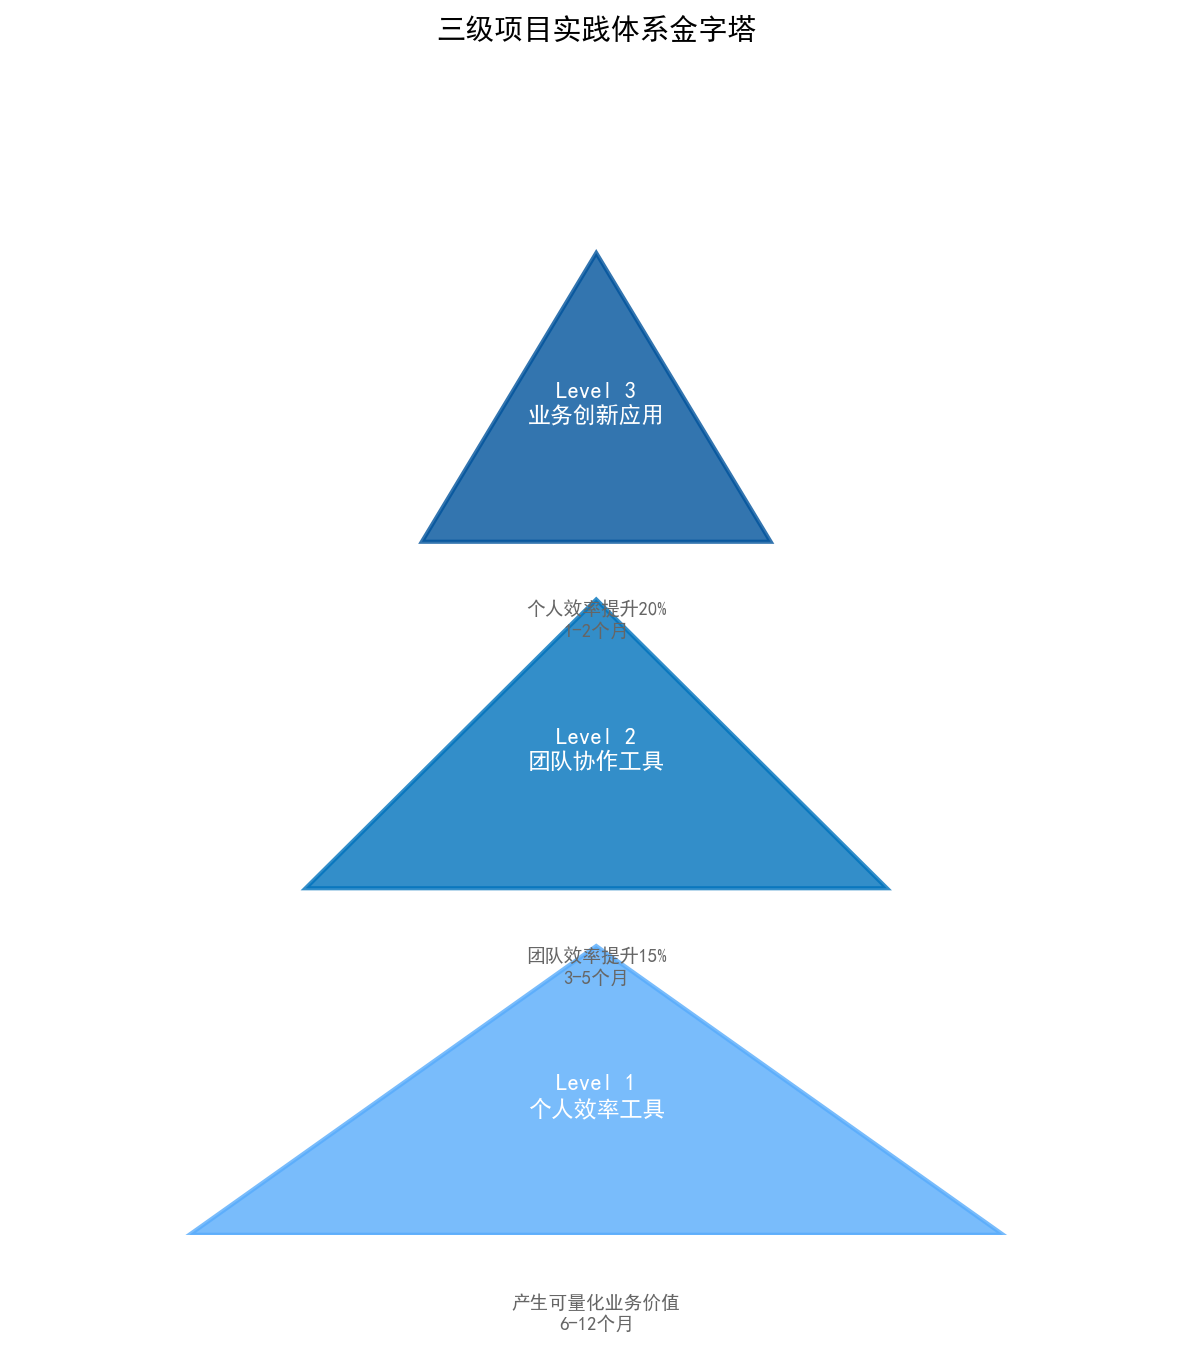 三级项目实践体系金字塔
Level 3
业务创新应用
个人效率提升20%
1-2个月
Level 2
团队协作工具
团队效率提升15%
3-5个月
Level 1
个人效率工具
产生可量化业务价值
6-12个月